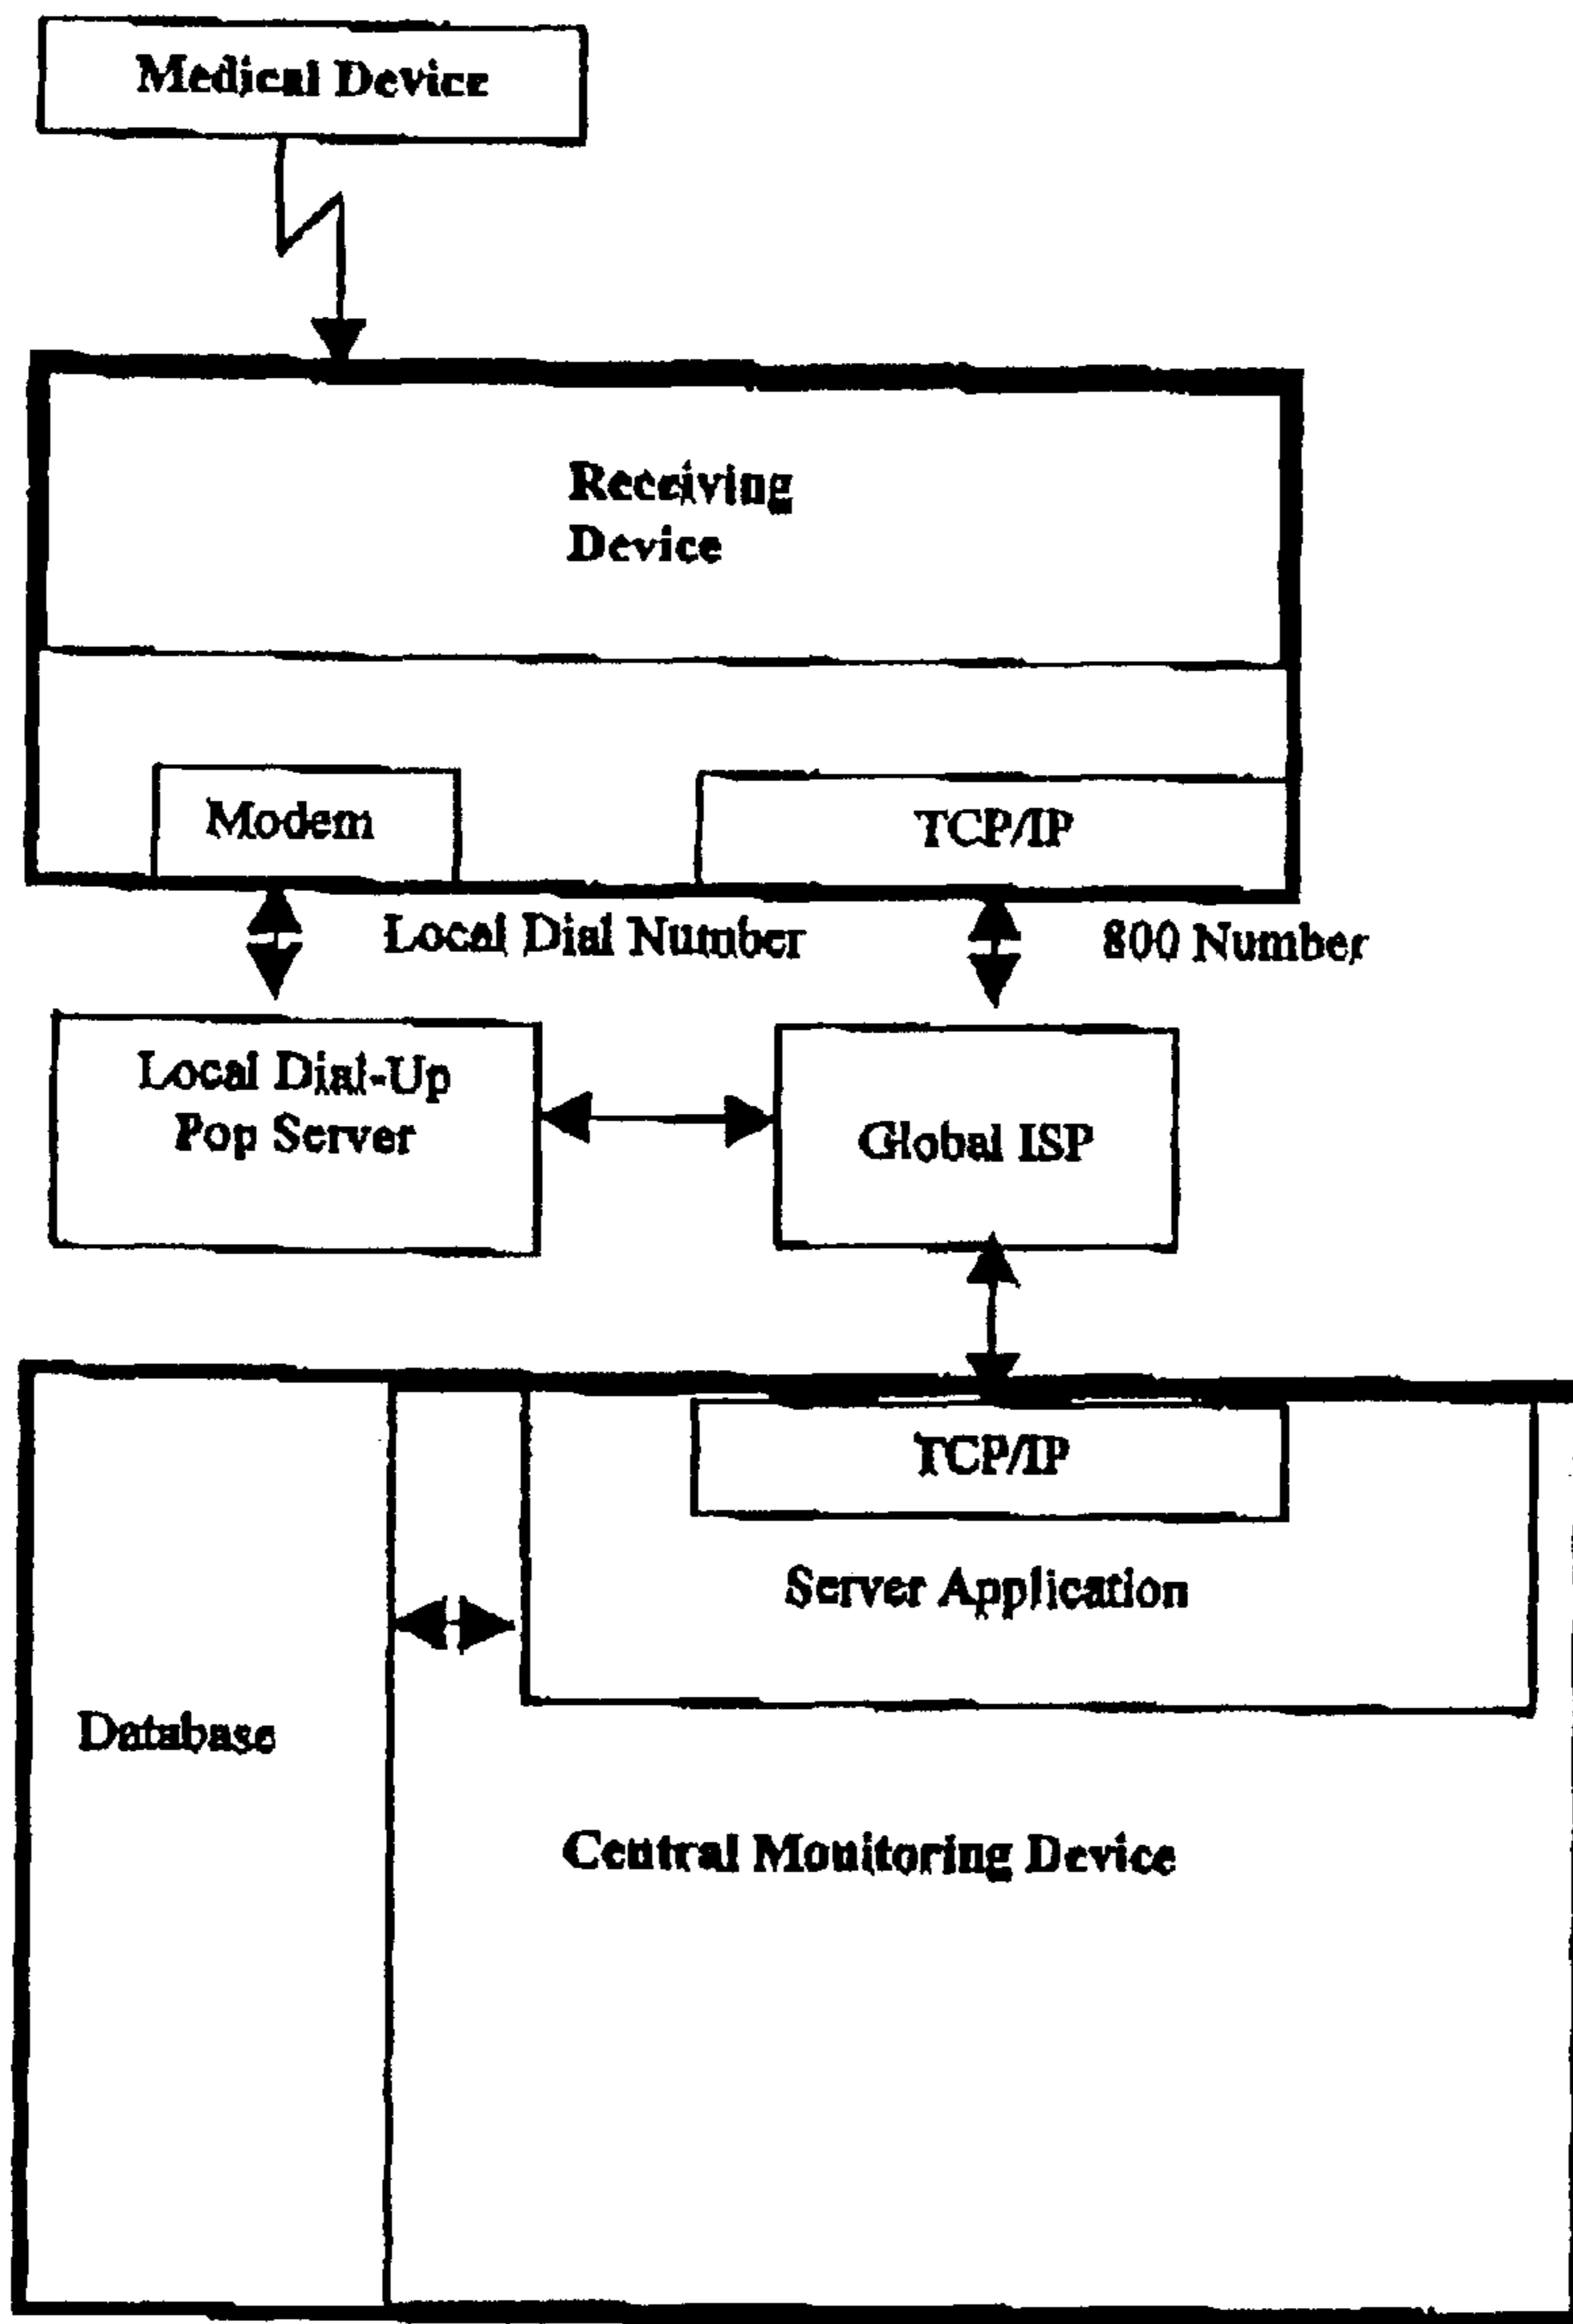 Medical Device
Receiving
Device
Modem
TCP/IP
Local Dial Number
800 Number
Local Dial-Up
Pop Server
Global ISP
TCP/IP
Server Application
Database
Central Monitoring Device